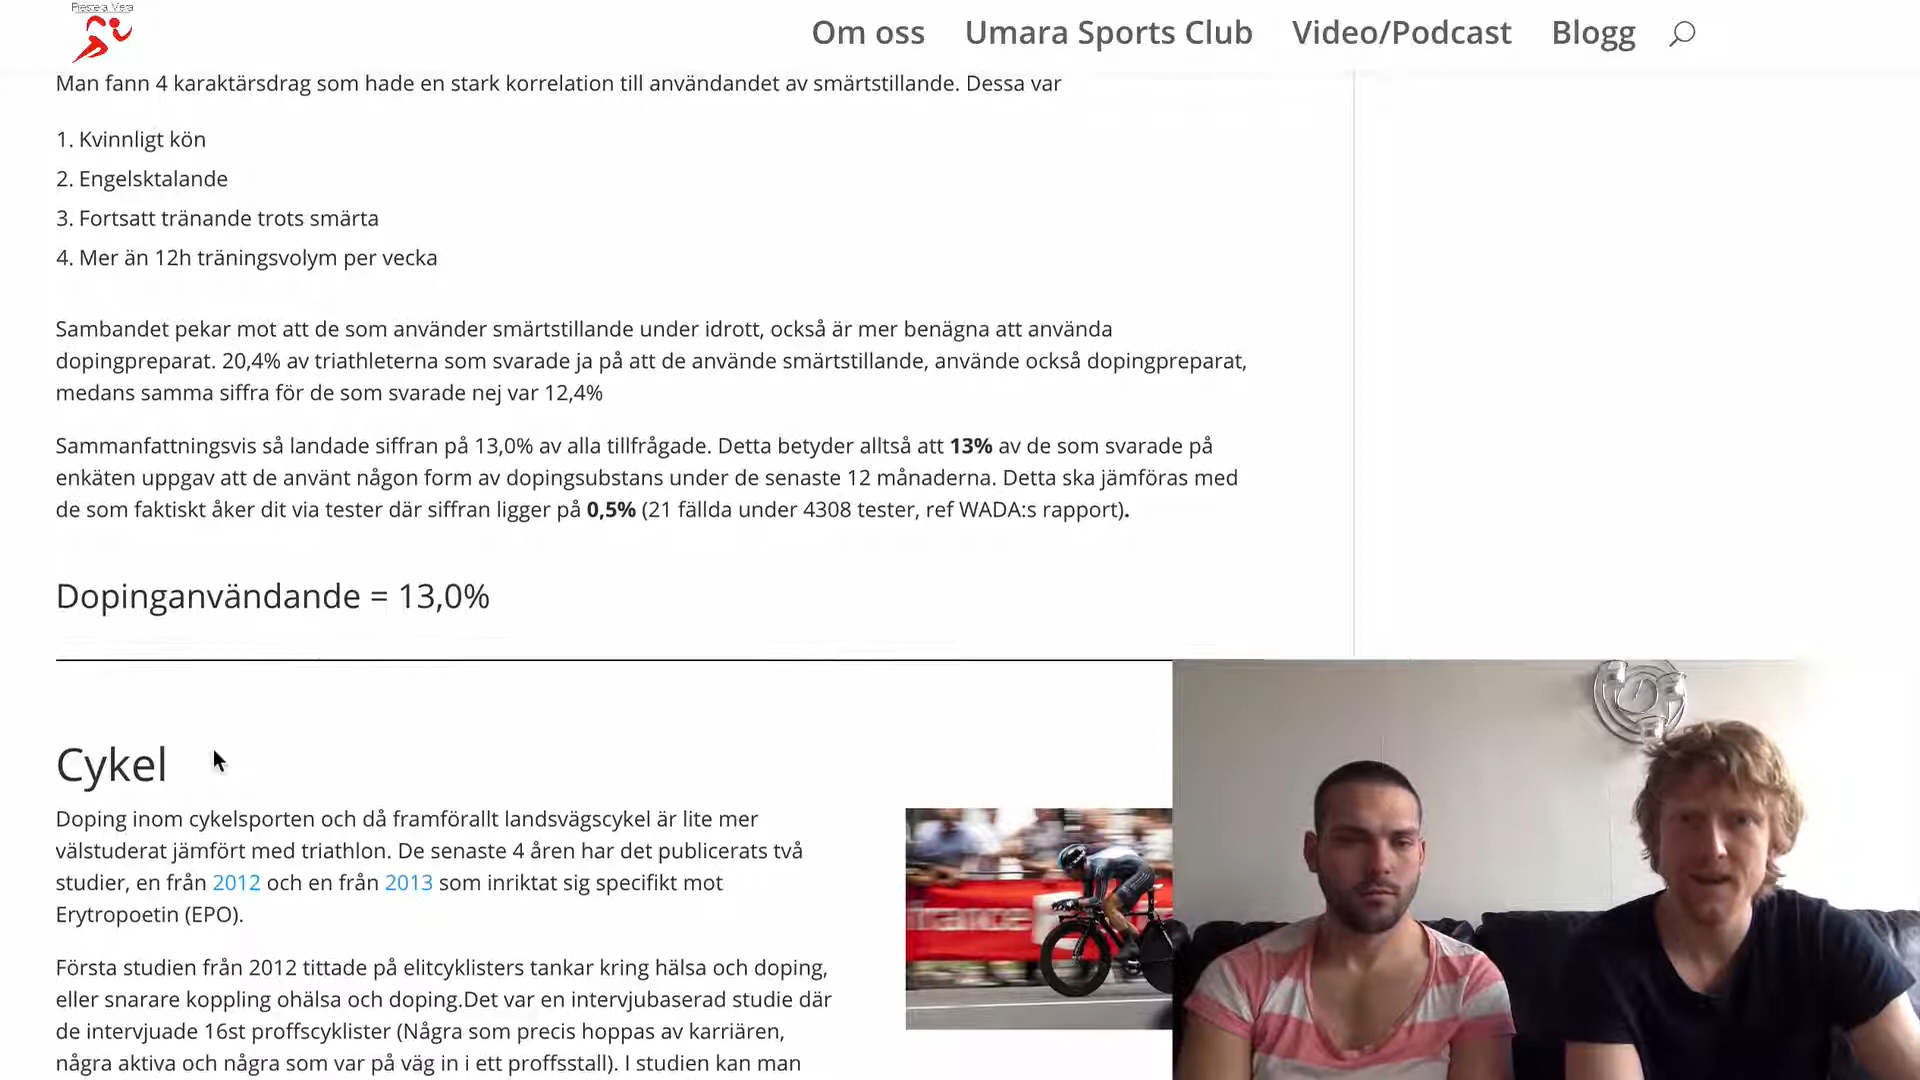 Piestera Vera
Om oss
Umara Sports Club
Video/Podcast
Blogg
Man fann 4 karaktärsdrag som hade en stark korrelation till användandet av smärtstillande. Dessa var
1. Kvinnligt kön
2. Engelsktalande
3. Fortsatt tränande trots smärta
4. Mer än 12h träningsvolym per vecka
Sambandet pekar mot att de som använder smärtstillande under idrott, också är mer benägna att använda
dopingpreparat. 20,4% av triathleterna som svarade ja på att de använde smärtstillande, använde också dopingpreparat,
medans samma siffra för de som svarade nej var 12,4%
Sammanfattningsvis så landade siffran på 13,0% av alla tillfrågade. Detta betyder alltså att 13% av de som svarade på
enkäten uppgav att de använt någon form av dopingsubstans under de senaste 12 månaderna. Detta ska jämföras med
de som faktiskt åker dit via tester där siffran ligger på 0,5% (21 fällda under 4308 tester, ref WADA:s rapport).
Dopinganvändande = 13,0%
Cykel
Doping inom cykelsporten och då framförallt landsvägscykel är lite mer
välstuderat jämfört med triathlon. De senaste 4 åren har det publicerats två
studier, en från 2012 och en från 2013 som inriktat sig specifikt mot
Erytropoetin (EPO).
Första studien från 2012 tittade på elitcyklisters tankar kring hälsa och doping,
eller snarare koppling ohälsa och doping.Det var en intervjubaserad studie där
de intervjuade 16st proffscyklister (Några som precis hoppas av karriären,
några aktiva och några som var på väg in i ett proffsstall). I studien kan man